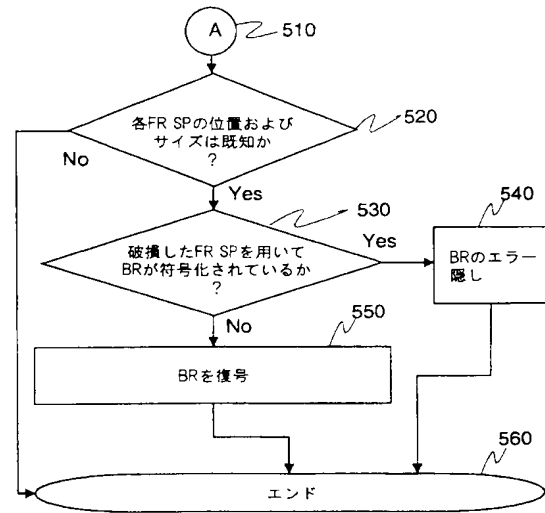 A
510
各FR SPの位置および
サイズは既知か
?
520
No
Yes
530
破損したFR SPを用いて
BRが符号化されているか
?
Yes
540
BRのエラー
隠し
No
550
BRを復号
560
エンド